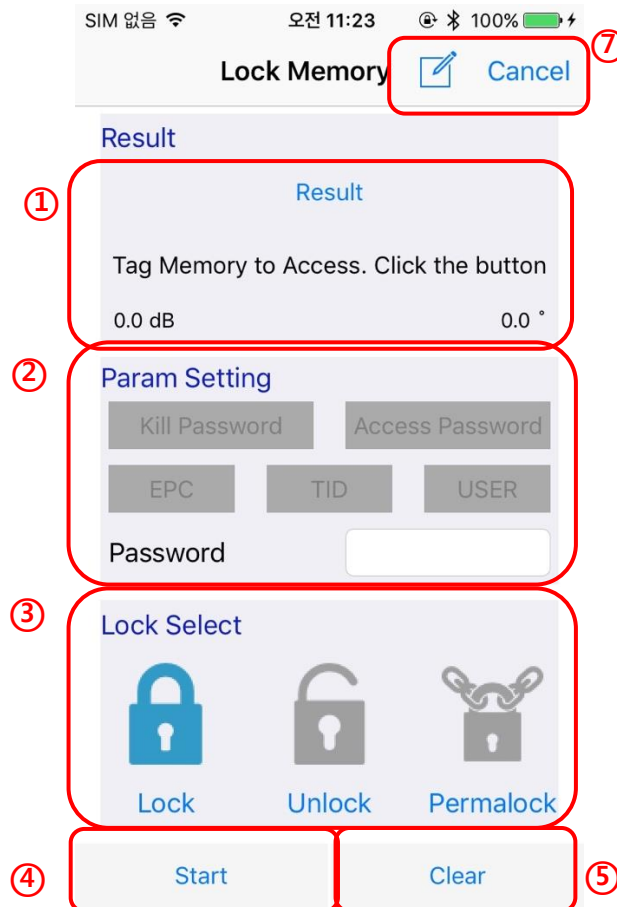 SIM 없음 오전 11:23 100%
⑦
Lock Memory Cancel
Result
①
Result
Tag Memory to Access. Click the button
0.0 dB 0.0 °
②
Param Setting
Kill Password Access Password
EPC TID USER
Password
③
Lock Select
Lock Unlock Permalock
④ Start Clear ⑤